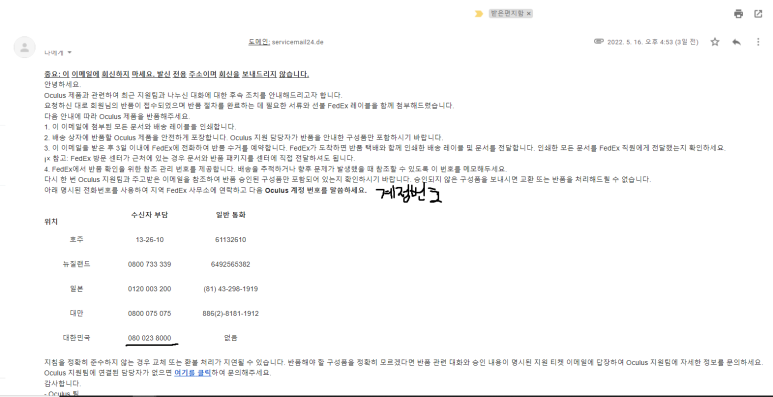 받은편지함 ×
도메인: servicemail24.de
2022. 5. 16. 오후 4:53 (3일 전)
나에게
중요: 이 이메일에 회신하지 마세요. 발신 전용 주소이며 회신을 보내드리지 않습니다.
안녕하세요.
Oculus 제품과 관련하여 최근 지원팀과 나누신 대화에 대한 후속 조치를 안내해드리고자 합니다.
요청하신 대로 회원님의 반품이 접수되었으며 반품 절차를 완료하는 데 필요한 서류와 선불 FedEx 레이블을 함께 첨부해드렸습니다.
다음 안내에 따라 Oculus 제품을 반품해주세요.
1. 이 이메일에 첨부된 모든 문서와 배송 레이블을 인쇄합니다.
2. 배송 상자에 반품할 Oculus 제품을 안전하게 포장합니다. Oculus 지원 담당자가 반품을 안내한 구성품만 포함하시기 바랍니다.
3. 이 이메일을 받은 후 3일 이내에 FedEx에 전화하여 반품 수거를 예약합니다. FedEx가 도착하면 반품 택배와 함께 인쇄한 배송 레이블 및 문서를 전달합니다. 인쇄한 모든 문서를 FedEx 직원에게 전달했는지 확인하세요.
※ 참고: FedEx 방문 센터가 근처에 있는 경우 문서와 반품 패키지를 센터에 직접 전달하셔도 됩니다.
4. FedEx에서 반품 확인을 위한 참조 관리 번호를 제공합니다. 배송을 추적하거나 향후 문제가 발생했을 때 참조할 수 있도록 이 번호를 메모해두세요.
다시 한 번 Oculus 지원팀과 주고받은 이메일을 참조하여 반품 승인된 구성품만 포함되어 있는지 확인하시기 바랍니다. 승인되지 않은 구성품을 보내시면 교환 또는 반품을 처리해드릴 수 없습니다.
아래 명시된 전화번호를 사용하여 지역 FedEx 사무소에 연락하고 다음 Oculus 계정 번호를 말씀하세요. 계정번호
위치 수신자 부담 일반 통화
호주 13-26-10 61132610
뉴질랜드 0800 733 339 6492565382
일본 0120 003 200 (81) 43-298-1919
대만 0800 075 075 886(2)-8181-1912
대한민국 080 023 8000 없음
지침을 정확히 준수하지 않는 경우 교체 또는 환불 처리가 지연될 수 있습니다. 반품해야 할 구성품을 정확히 모르겠다면 반품 관련 대화와 승인 내용이 명시된 지원 티켓 이메일에 답장하여 Oculus 지원팀에 자세한 정보를 문의하세요.
Oculus 지원팀에 연결된 담당자가 없으면 여기를 클릭하여 문의해주세요.
감사합니다.
- Oculus 팀